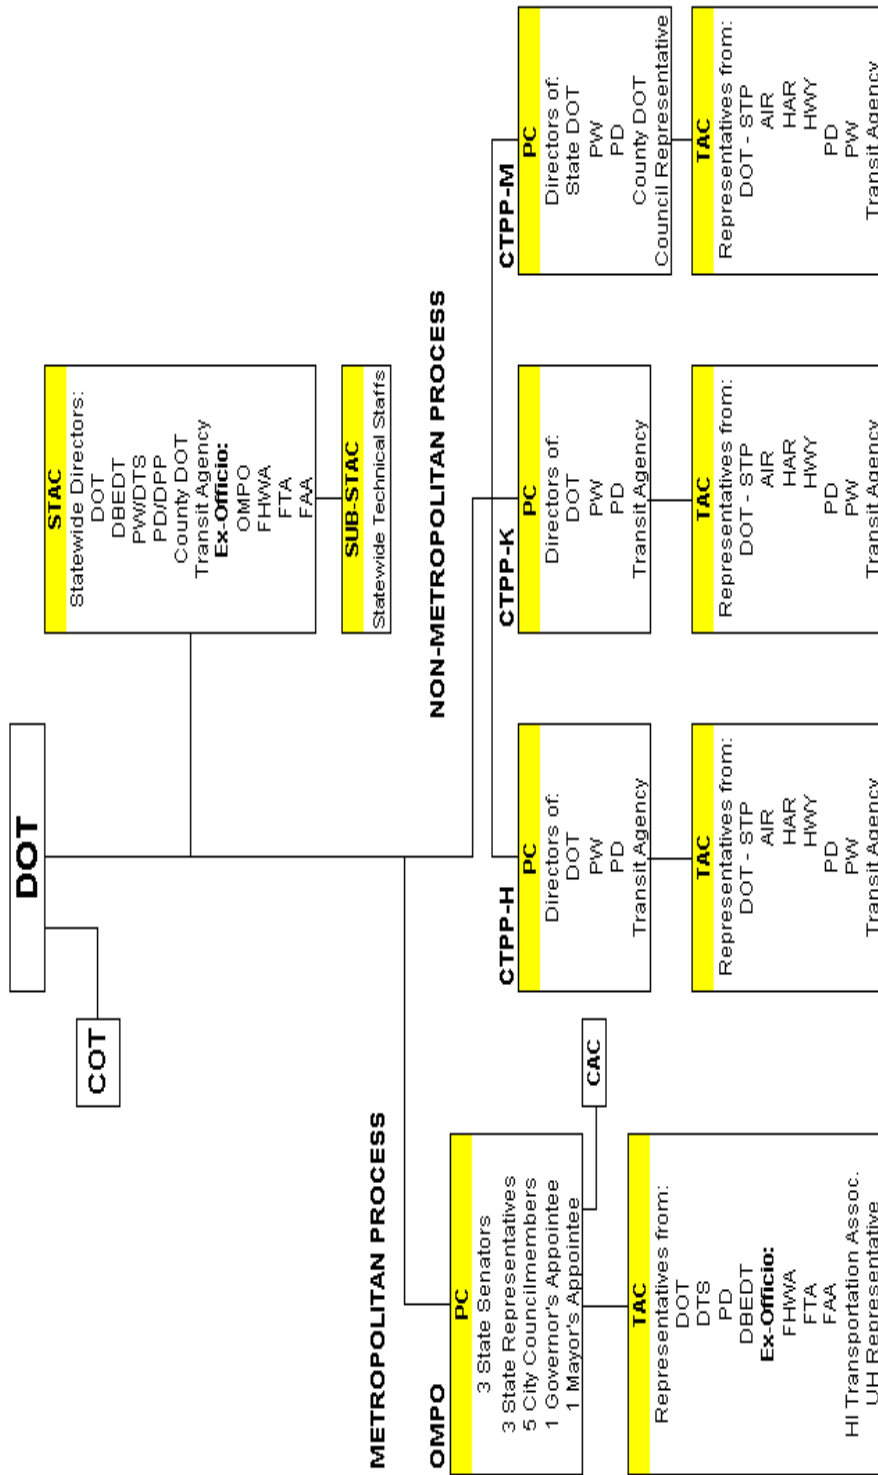 DOT
COT
STAC
Statewide Directors:
DOT
DBEDT
PW/DTS
PD/DPP
County DOT
Transit Agency
Ex-Officio:
OMPO
FHWA
FTA
FAA
SUB-STAC
Statewide Technical Staffs
METROPOLITAN PROCESS
OMPO
PC
3 State Senators
3 State Representatives
5 City Councilmembers
1 Governor's Appointee
1 Mayor's Appointee
CAC
TAC
Representatives from:
DOT
DTS
PD
DBEDT
Ex-Officio:
FHWA
FTA
FAA
HI Transportation Assoc.
UH Representative
NON-METROPOLITAN PROCESS
CTPP-H
PC
Directors of:
DOT
PW
PD
Transit Agency
TAC
Representatives from:
DOT - STP
AIR
HAR
HWY
PD
PW
Transit Agency
CTPP-K
PC
Directors of:
DOT
PW
PD
Transit Agency
TAC
Representatives from:
DOT - STP
AIR
HAR
HWY
PD
PW
Transit Agency
CTPP-M
PC
Directors of:
State DOT
PW
PD
County DOT
Council Representative
TAC
Representatives from:
DOT - STP
AIR
HAR
HWY
PD
PW
Transit Agency